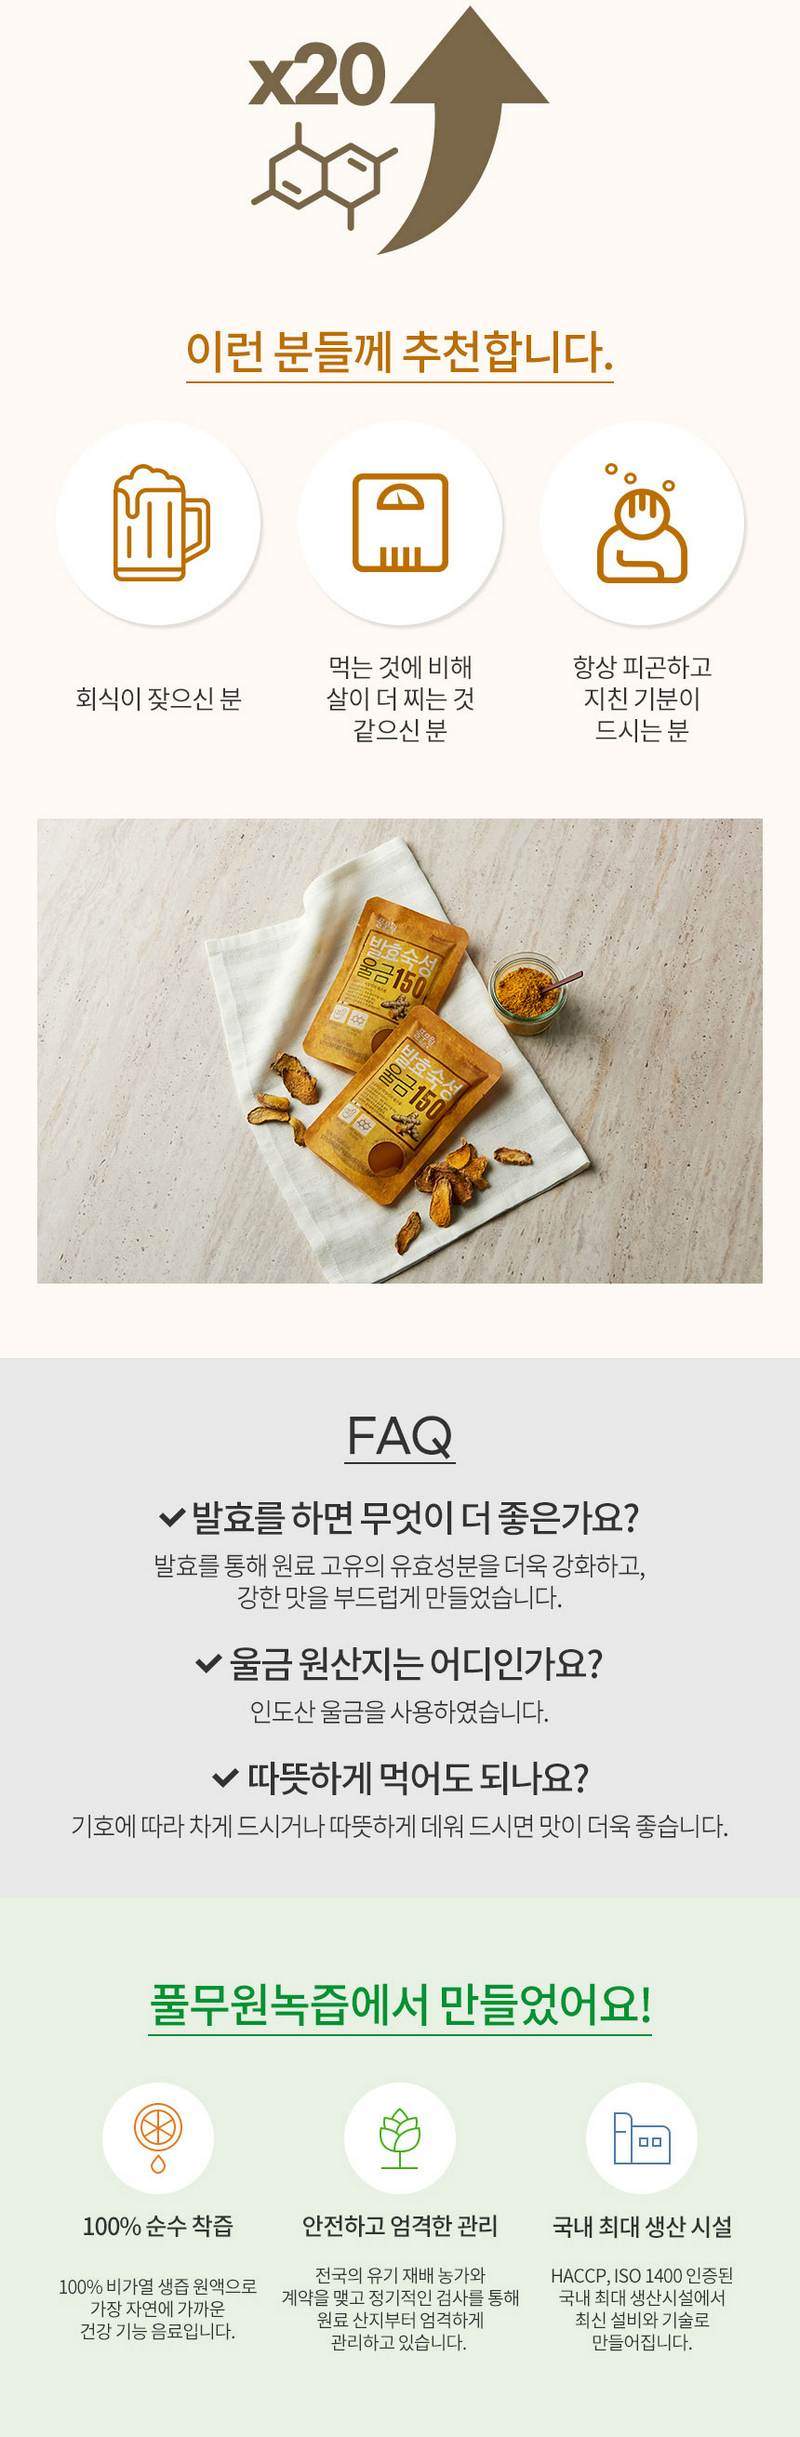 x20
이런 분들께 추천합니다.
회식이 잦으신 분
먹는 것에 비해
살이 더 찌는 것
같으신 분
항상 피곤하고
지친 기분이
드시는 분
풀무원
발효숙성
울금150
풀무원
발효숙성
울금150
FAQ
발효를 하면 무엇이 더 좋은가요?
발효를 통해 원료 고유의 유효성분을 더욱 강화하고,
강한 맛을 부드럽게 만들었습니다.
울금 원산지는 어디인가요?
인도산 울금을 사용하였습니다.
따뜻하게 먹어도 되나요?
기호에 따라 차게 드시거나 따뜻하게 데워 드시면 맛이 더욱 좋습니다.
풀무원녹즙에서 만들었어요!
100% 순수 착즙
100% 비가열 생즙 원액으로
가장 자연에 가까운
건강 기능 음료입니다.
안전하고 엄격한 관리
전국의 유기 재배 농가와
계약을 맺고 정기적인 검사를 통해
원료 산지부터 엄격하게
관리하고 있습니다.
국내 최대 생산 시설
HACCP, ISO 1400 인증된
국내 최대 생산시설에서
최신 설비와 기술로
만들어집니다.